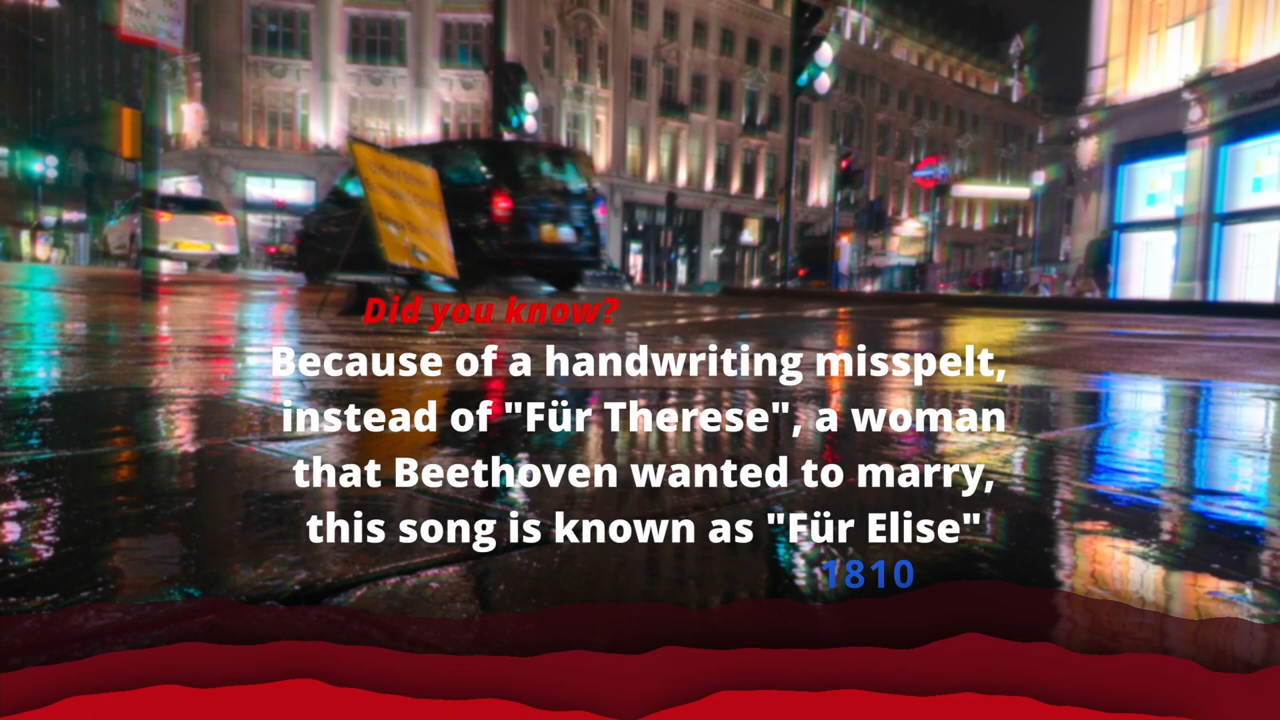 Did you know?
Because of a handwriting misspelt,
instead of "Für Therese", a woman
that Beethoven wanted to marry,
this song is known as "Für Elise"
1810